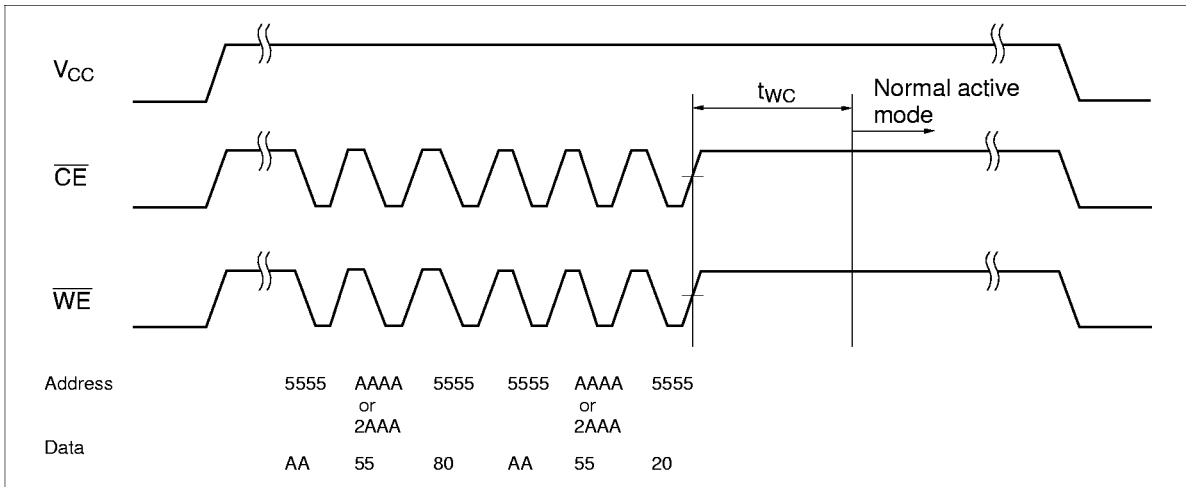 VCC
tWC
Normal active
mode
CE
WE
Address 5555 AAAA 5555 5555 AAAA 5555
or or
2AAA 2AAA
Data
AA 55 80 AA 55 20